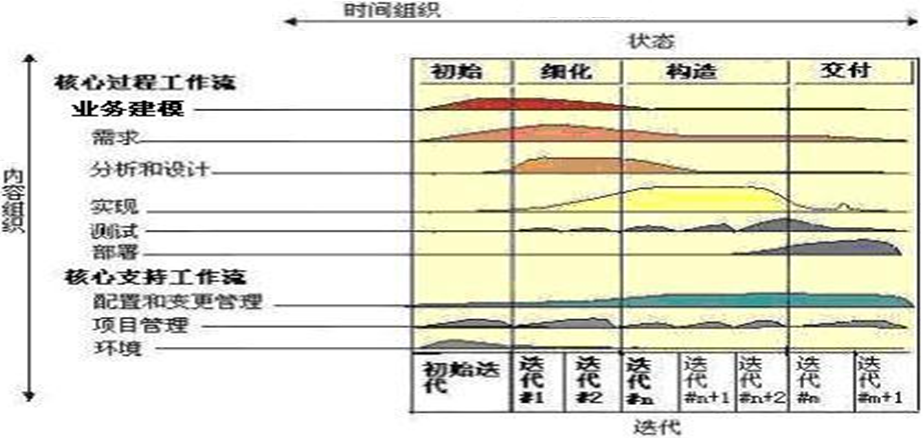 时间组织
状态
初始 细化 构造 交付
核心过程工作流
业务建模
需求
分析和设计
实现
测试
部署
核心支持工作流
配置和变更管理
项目管理
环境
内容组织
初始迭代 迭代#1 迭代#2 迭代#n 迭代#n+1 迭代#n+2 迭代#m 迭代#m+1
迭代